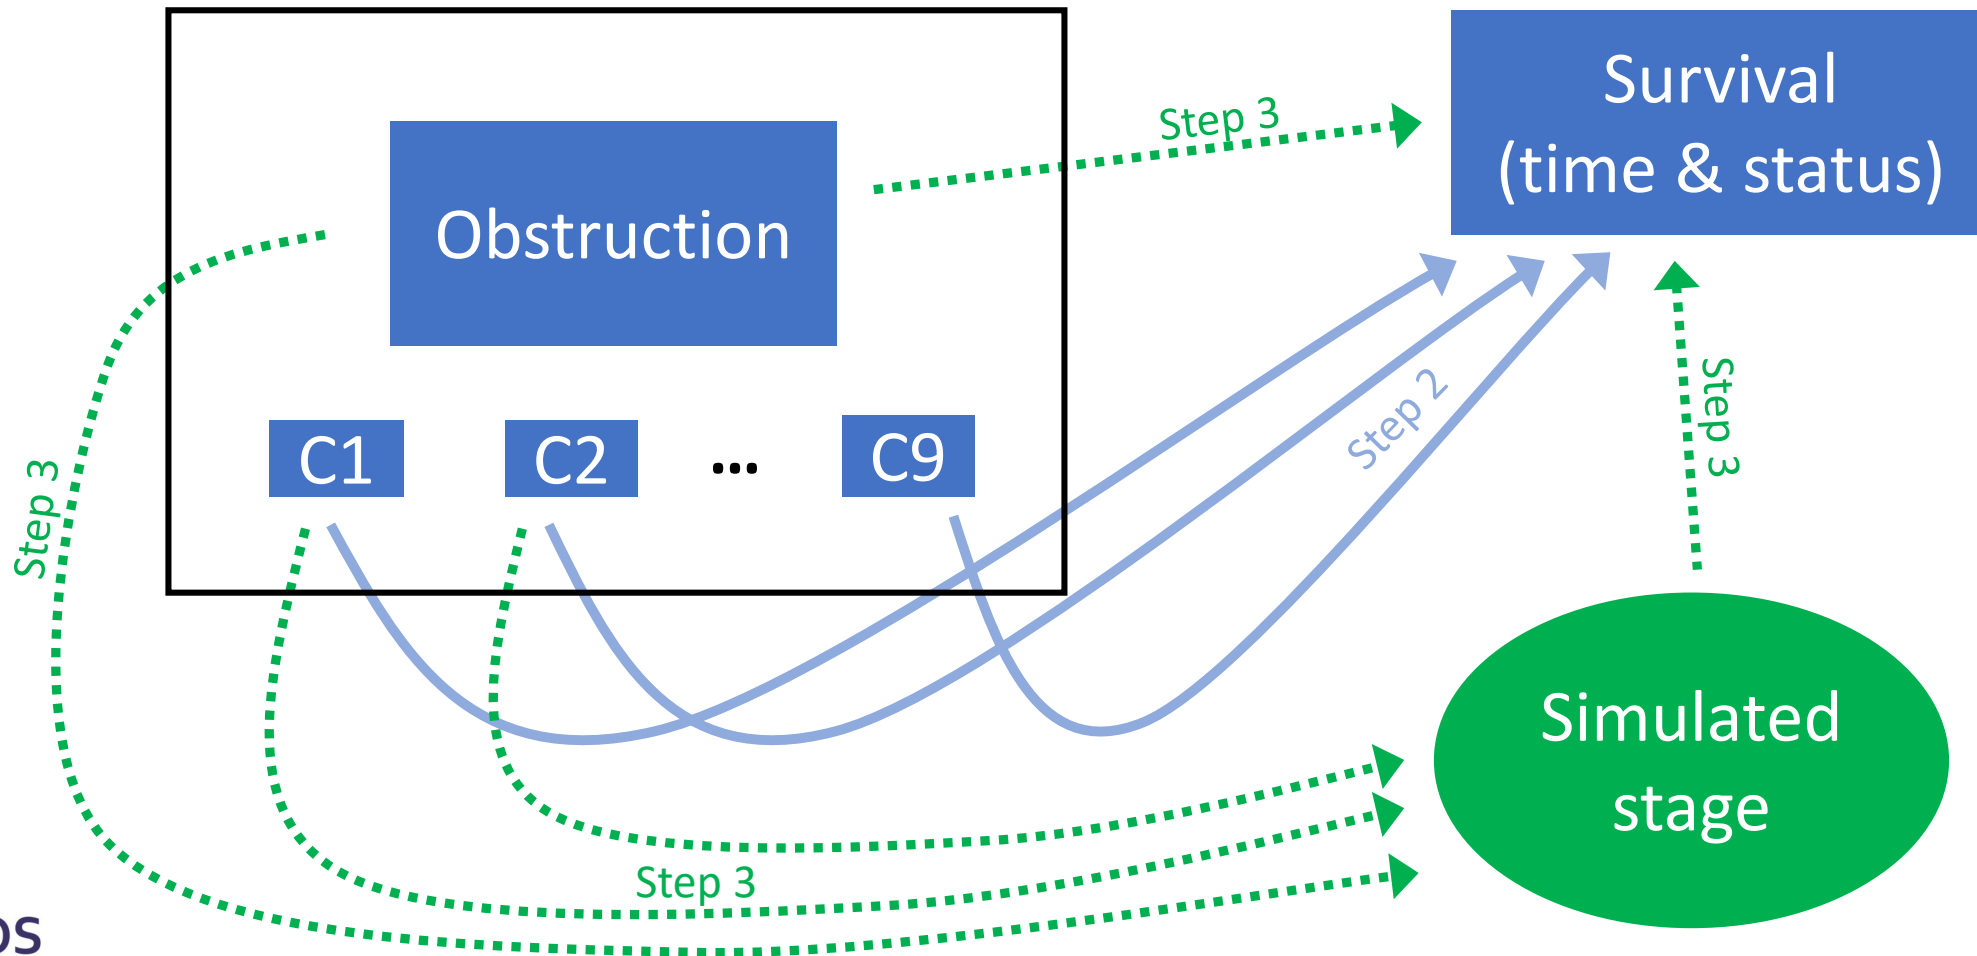 Survival
(time & status)
Step 3
Obstruction
Step 3
Step 2
C1
C2
...
C9
Step 3
Simulated
stage
Step 3
os